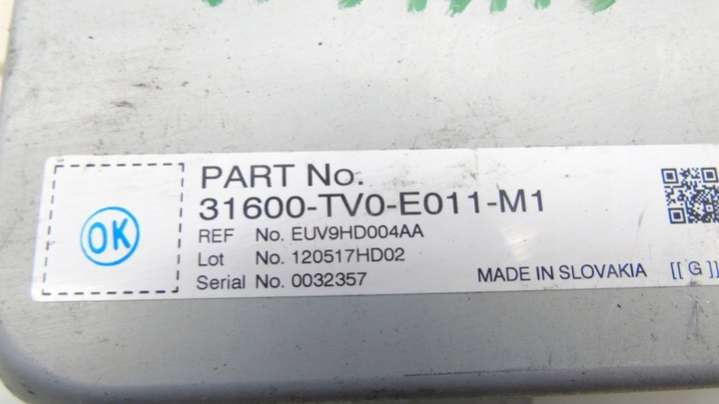 OK
PART No.
31600-TV0-E011-M1
REF No. EUV9HD004AA
Lot No. 120517HD02
Serial No. 0032357
MADE IN SLOVAKIA [[ G ]]